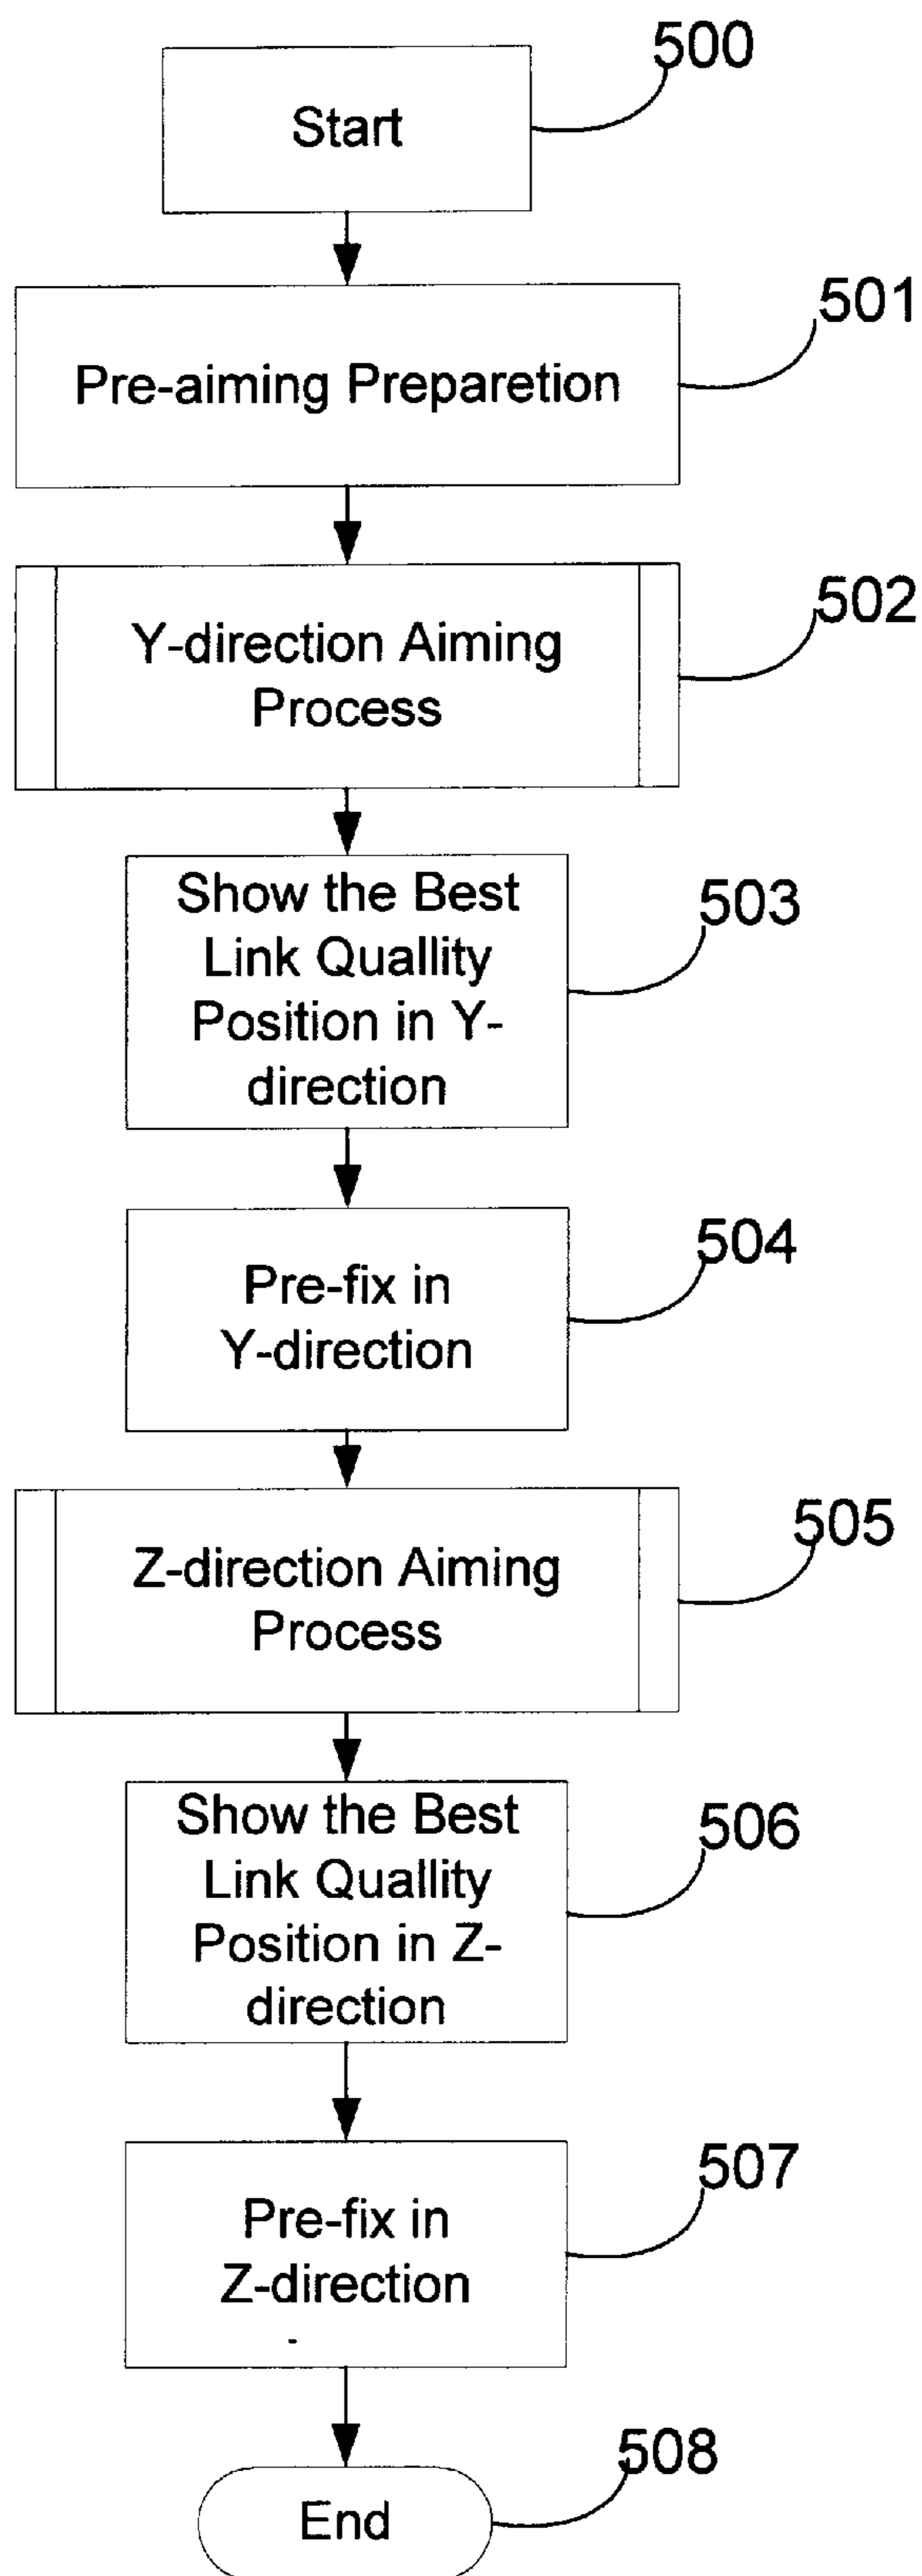 500
Start
501
Pre-aiming Preparetion
502
Y-direction Aiming
Process
503
Show the Best
Link Quallity
Position in Y-
direction
504
Pre-fix in
Y-direction
505
Z-direction Aiming
Process
506
Show the Best
Link Quallity
Position in Z-
direction
507
Pre-fix in
Z-direction
508
End